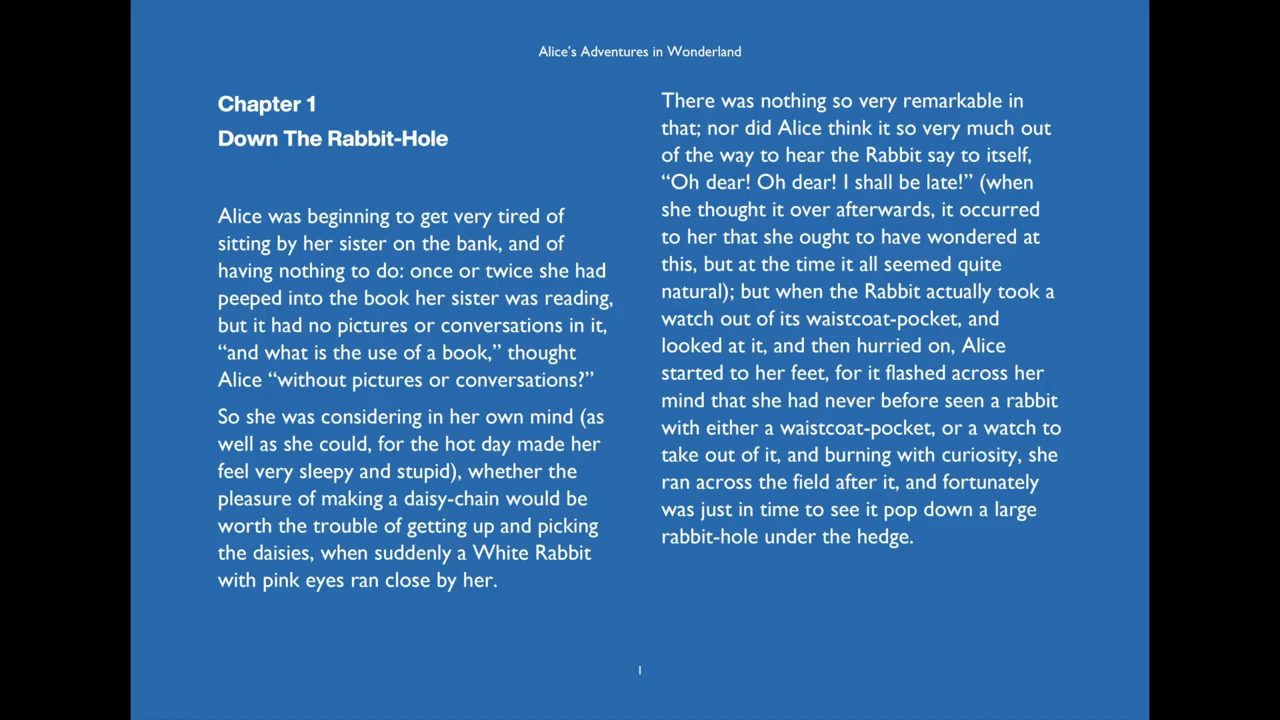 Alice’s Adventures in Wonderland
Chapter 1
Down The Rabbit-Hole
Alice was beginning to get very tired of
sitting by her sister on the bank, and of
having nothing to do: once or twice she had
peeped into the book her sister was reading,
but it had no pictures or conversations in it,
“and what is the use of a book,” thought
Alice “without pictures or conversations?”
So she was considering in her own mind (as
well as she could, for the hot day made her
feel very sleepy and stupid), whether the
pleasure of making a daisy-chain would be
worth the trouble of getting up and picking
the daisies, when suddenly a White Rabbit
with pink eyes ran close by her.
There was nothing so very remarkable in
that; nor did Alice think it so very much out
of the way to hear the Rabbit say to itself,
“Oh dear! Oh dear! I shall be late!” (when
she thought it over afterwards, it occurred
to her that she ought to have wondered at
this, but at the time it all seemed quite
natural); but when the Rabbit actually took a
watch out of its waistcoat-pocket, and
looked at it, and then hurried on, Alice
started to her feet, for it flashed across her
mind that she had never before seen a rabbit
with either a waistcoat-pocket, or a watch to
take out of it, and burning with curiosity, she
ran across the field after it, and fortunately
was just in time to see it pop down a large
rabbit-hole under the hedge.
1